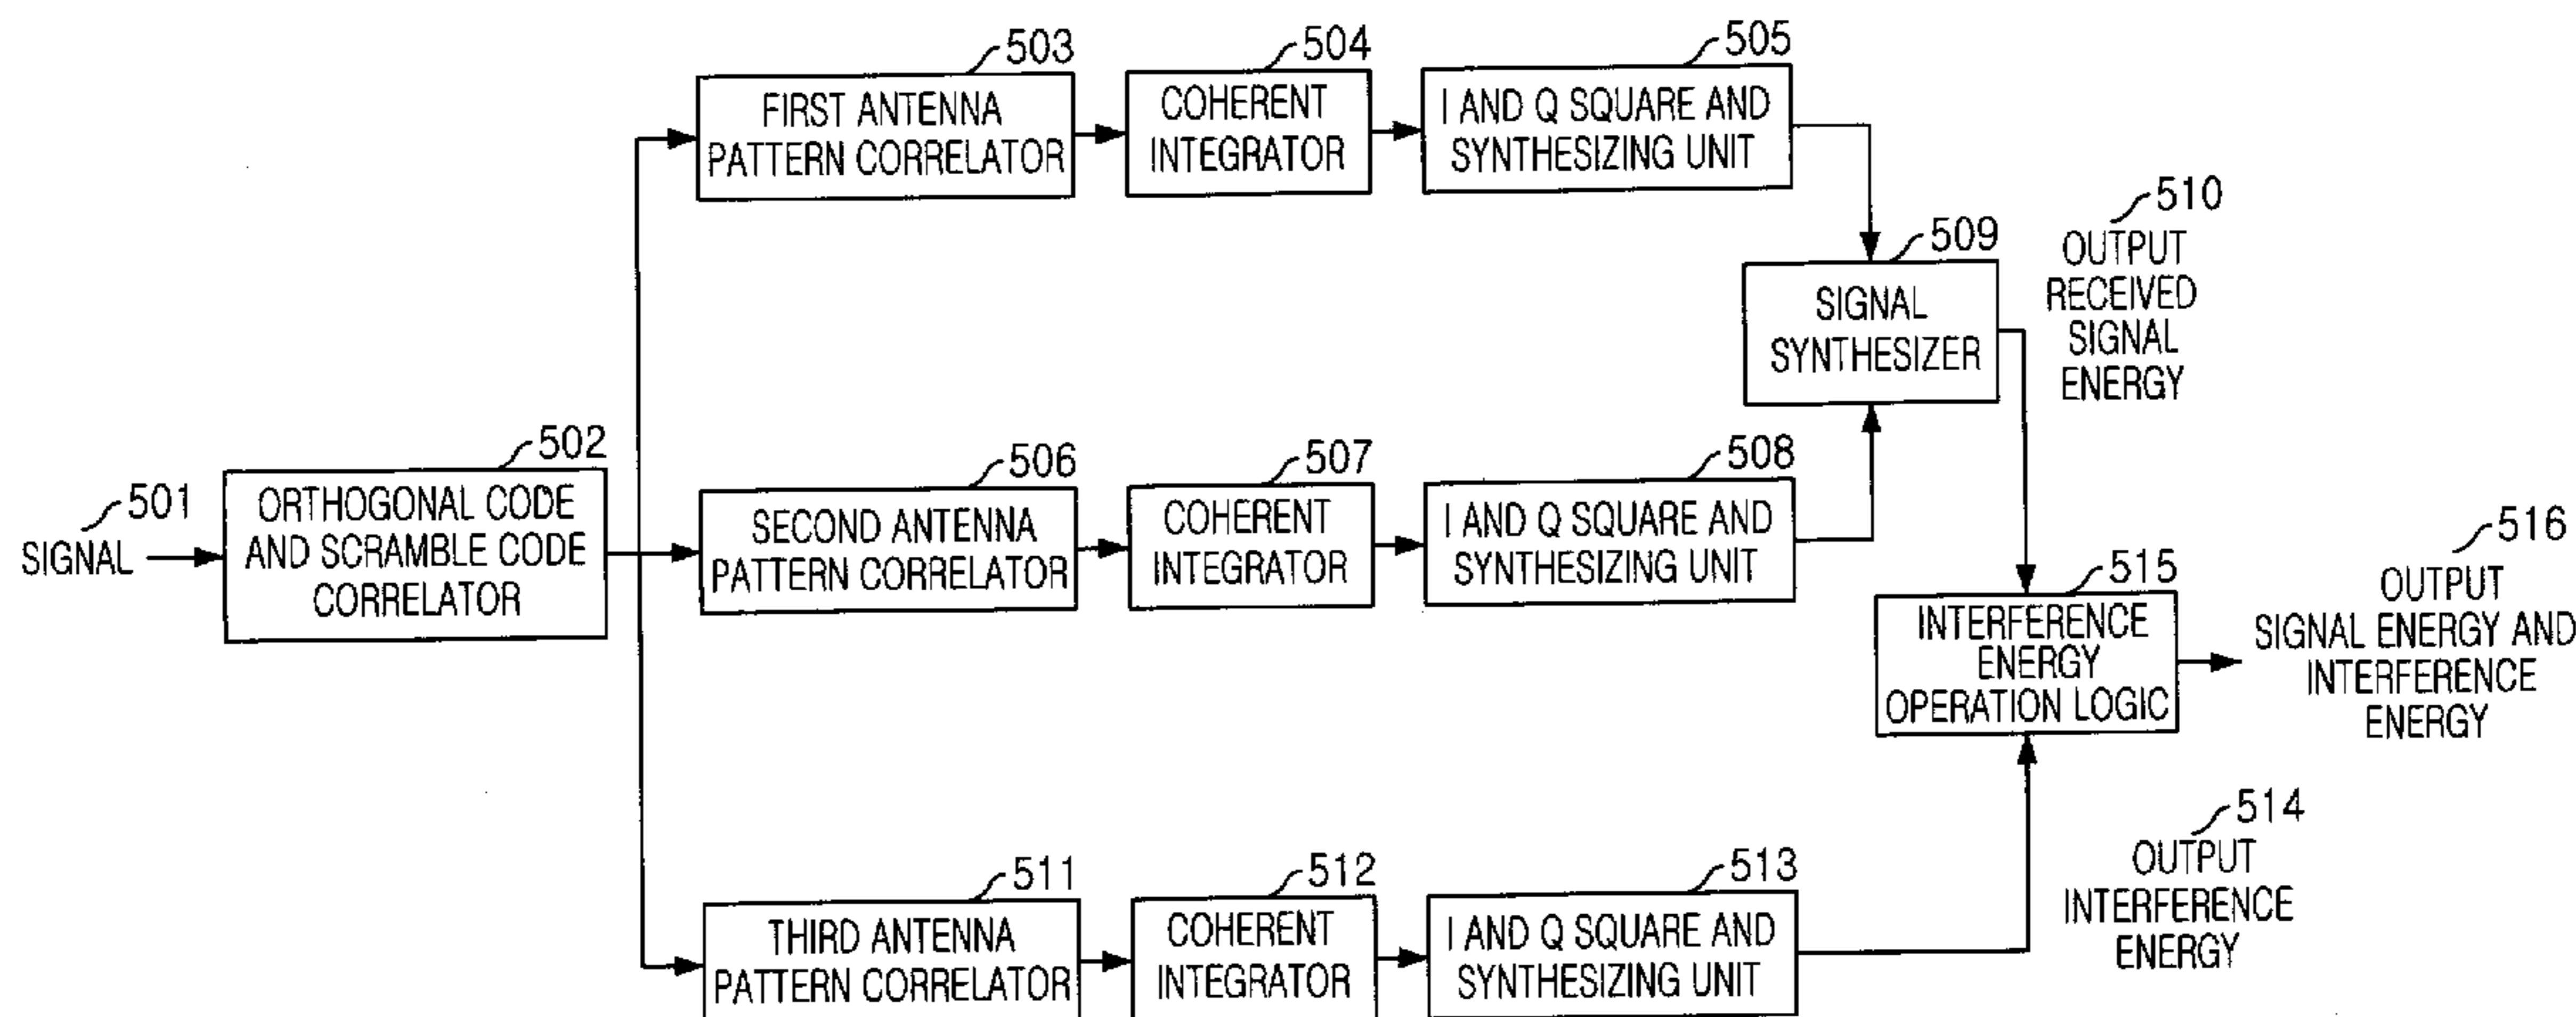 503
FIRST ANTENNA
PATTERN CORRELATOR
504
COHERENT
INTEGRATOR
505
I AND Q SQUARE AND
SYNTHESIZING UNIT
509
SIGNAL
SYNTHESIZER
510
OUTPUT
RECEIVED
SIGNAL
ENERGY
501
SIGNAL
502
ORTHOGONAL CODE
AND SCRAMBLE CODE
CORRELATOR
506
SECOND ANTENNA
PATTERN CORRELATOR
507
COHERENT
INTEGRATOR
508
I AND Q SQUARE AND
SYNTHESIZING UNIT
515
INTERFERENCE
ENERGY
OPERATION LOGIC
516
OUTPUT
SIGNAL ENERGY AND
INTERFERENCE
ENERGY
511
THIRD ANTENNA
PATTERN CORRELATOR
512
COHERENT
INTEGRATOR
513
I AND Q SQUARE AND
SYNTHESIZING UNIT
514
OUTPUT
INTERFERENCE
ENERGY